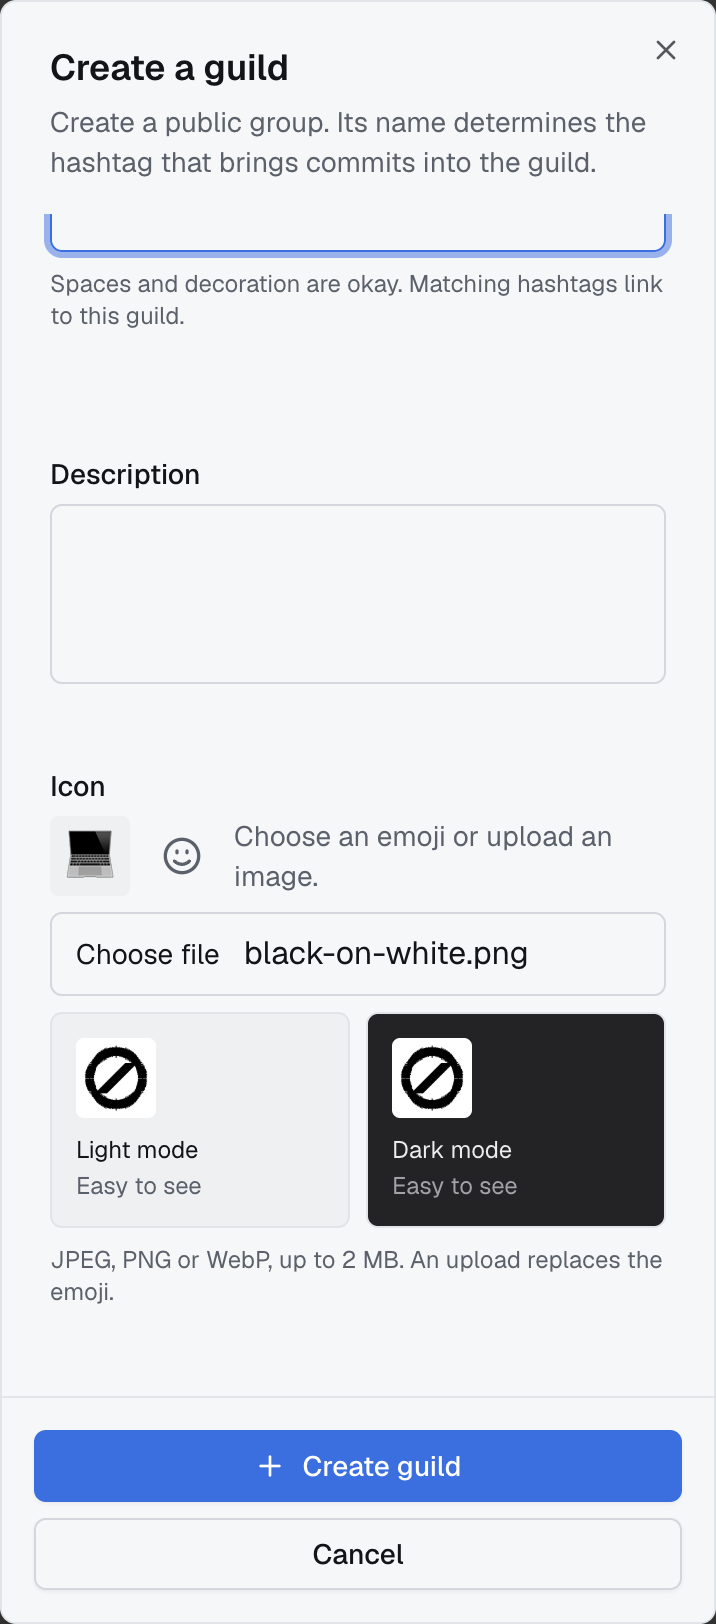 Create a guild
Create a public group. Its name determines the
hashtag that brings commits into the guild.
Spaces and decoration are okay. Matching hashtags link
to this guild.
Description
Icon
Choose an emoji or upload an
image.
Choose file black-on-white.png
Light mode
Easy to see
Dark mode
Easy to see
JPEG, PNG or WebP, up to 2 MB. An upload replaces the
emoji.
Create guild
Cancel